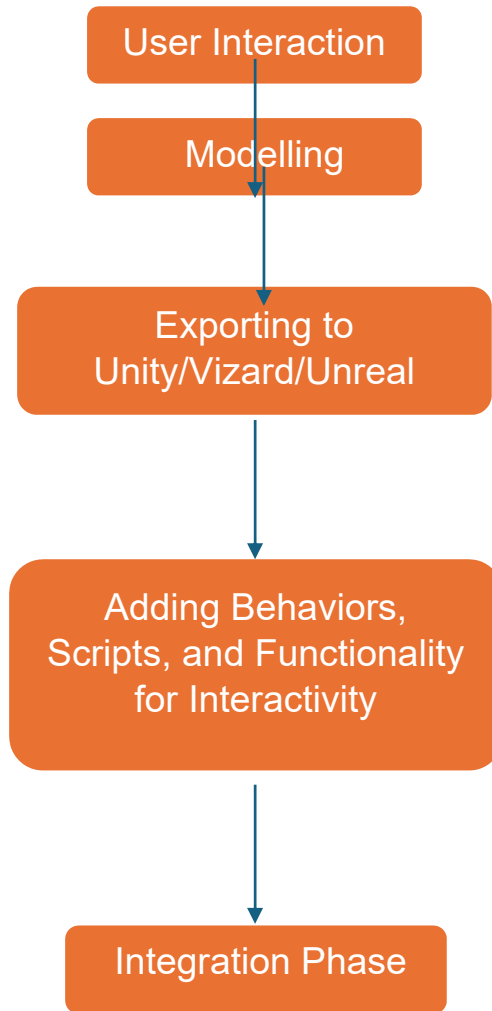 User Interaction
Modelling
Exporting to
Unity/Vizard/Unreal
Adding Behaviors,
Scripts, and Functionality
for Interactivity
Integration Phase